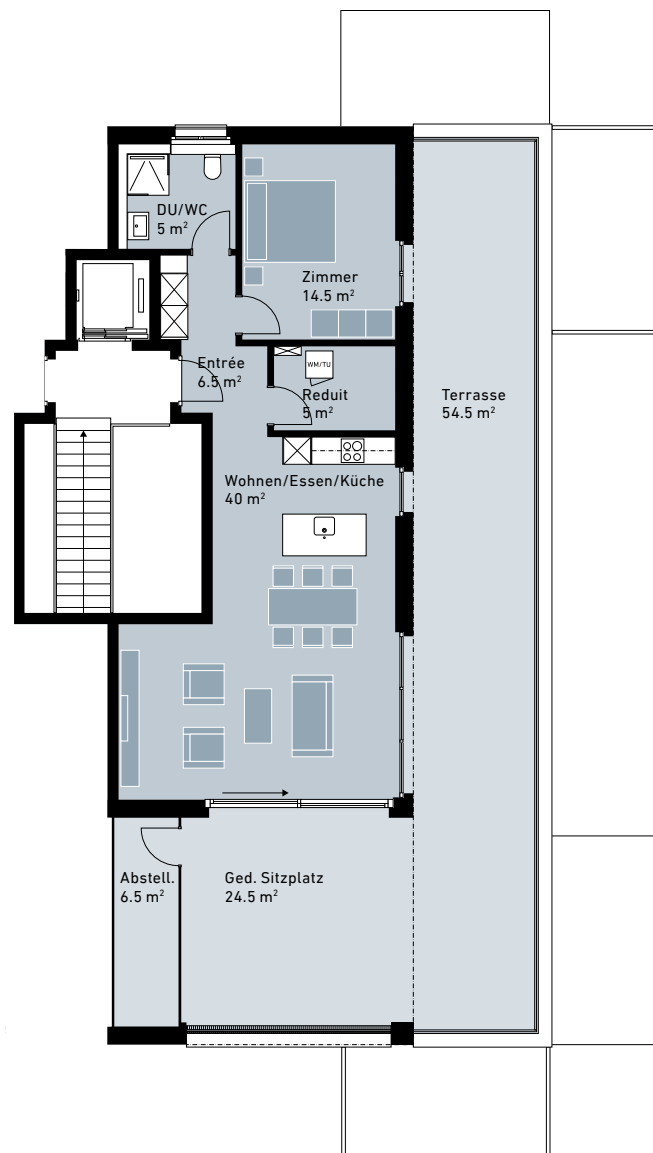 DU/WC
5 m²
Zimmer
14.5 m²
Entrée
6.5 m²
WM/TU
Reduit
5 m²
Terrasse
54.5 m²
Wohnen/Essen/Küche
40 m²
Abstell.
6.5 m²
Ged. Sitzplatz
24.5 m²